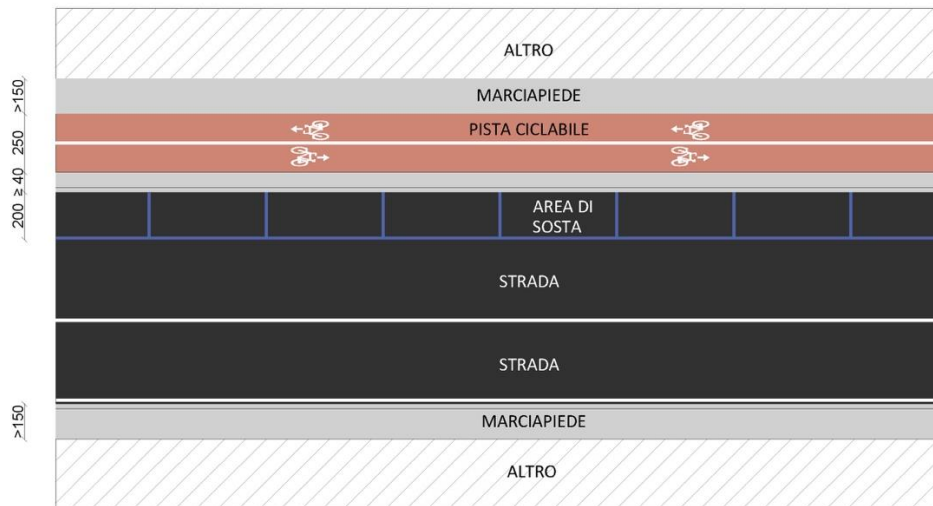 ALTRO
>150
MARCIAPIEDE
250
PISTA CICLABILE
≥ 40
200
AREA DI
SOSTA
STRADA
STRADA
>150
MARCIAPIEDE
ALTRO